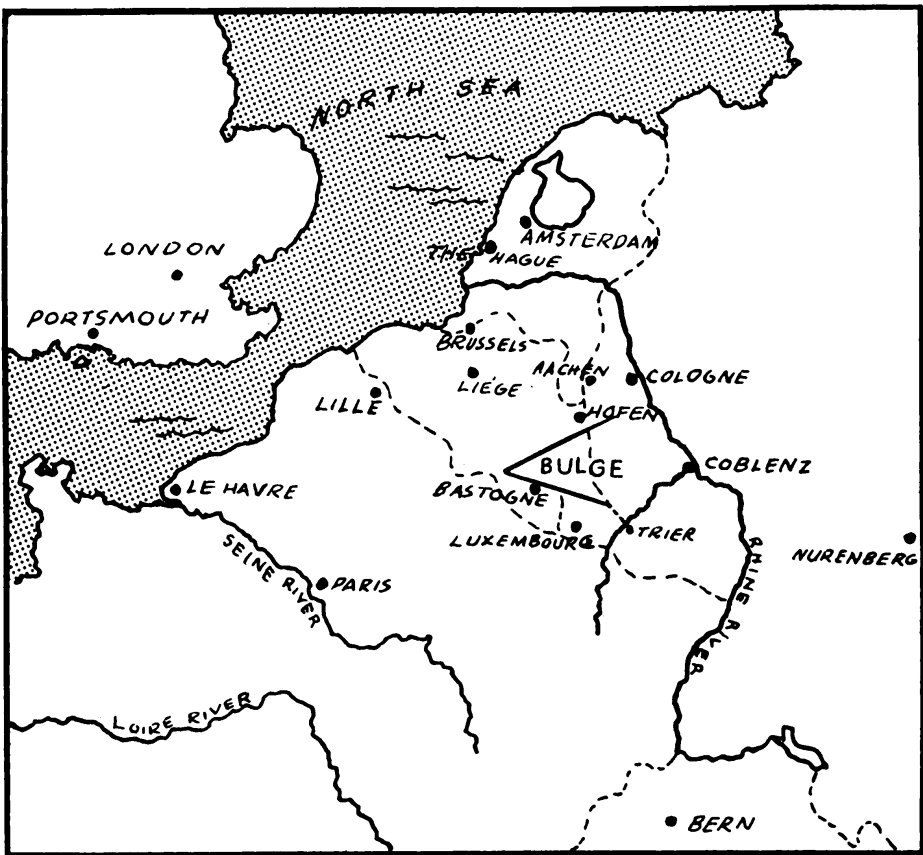 NORTH SEA
LONDON
AMSTERDAM
THE HAGUE
PORTSMOUTH
BRUSSELS
AACHEN
COLOGNE
LIÉGE
LILLE
HOFEN
BULGE
COBLENZ
BASTOGNE
LE HAVRE
LUXEMBOURG
TRIER
NURENBERG
SEINE RIVER
RHINE RIVER
PARIS
LOIRE RIVER
BERN